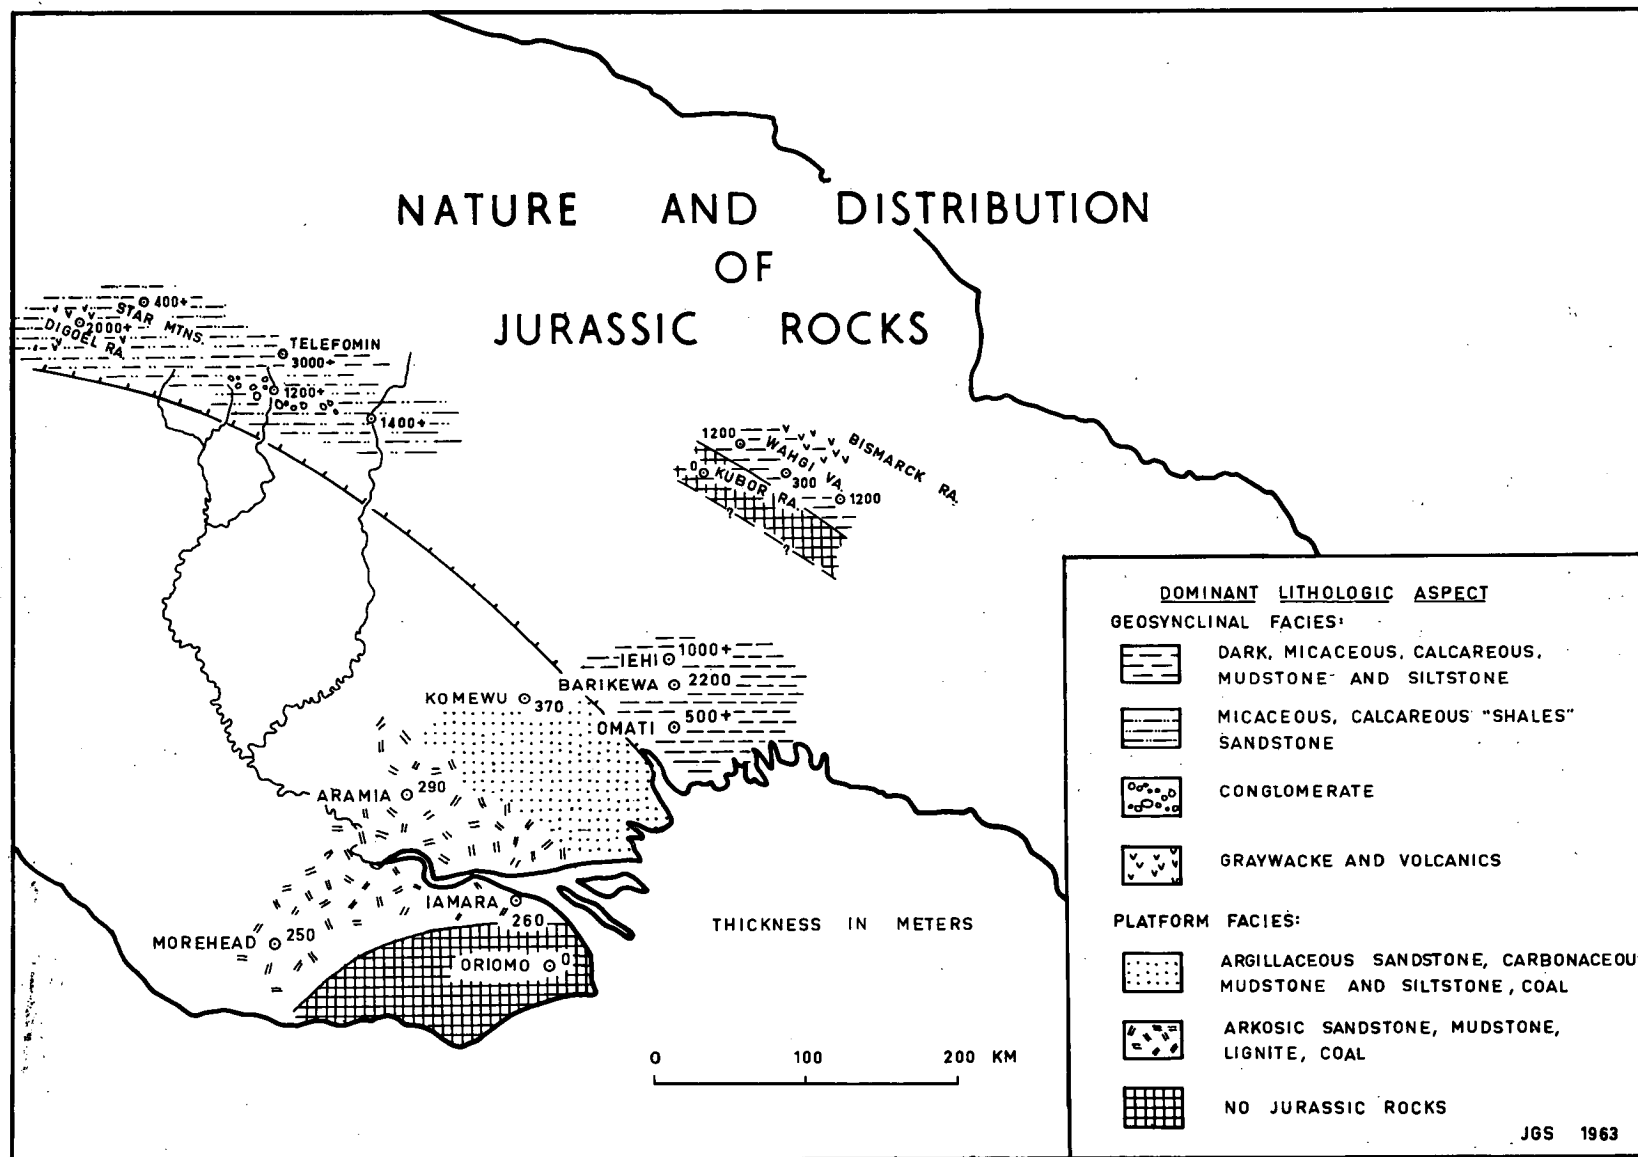 NATURE AND DISTRIBUTION
OF
JURASSIC ROCKS
400+
STAR MTNS.
2000+
DIGOEL RA.
TELEFOMIN
3000+
1200+
1400+
1200
WAHGI VA.
BISMARCK RA.
0
KUBOR RA.
300
1200
?
?
IEHI 1000+
BARIKEWA 2200
KOMEWU 370
OMATI 500+
ARAMIA 290
IAMARA
260
MOREHEAD 250
ORIOMO 0
THICKNESS IN METERS
0 100 200 KM
DOMINANT LITHOLOGIC ASPECT
GEOSYNCLINAL FACIES:
DARK, MICACEOUS, CALCAREOUS,
MUDSTONE AND SILTSTONE
MICACEOUS, CALCAREOUS "SHALES"
SANDSTONE
CONGLOMERATE
GRAYWACKE AND VOLCANICS
PLATFORM FACIES:
ARGILLACEOUS SANDSTONE, CARBONACEOUS
MUDSTONE AND SILTSTONE, COAL
ARKOSIC SANDSTONE, MUDSTONE,
LIGNITE, COAL
NO JURASSIC ROCKS
JGS 1963